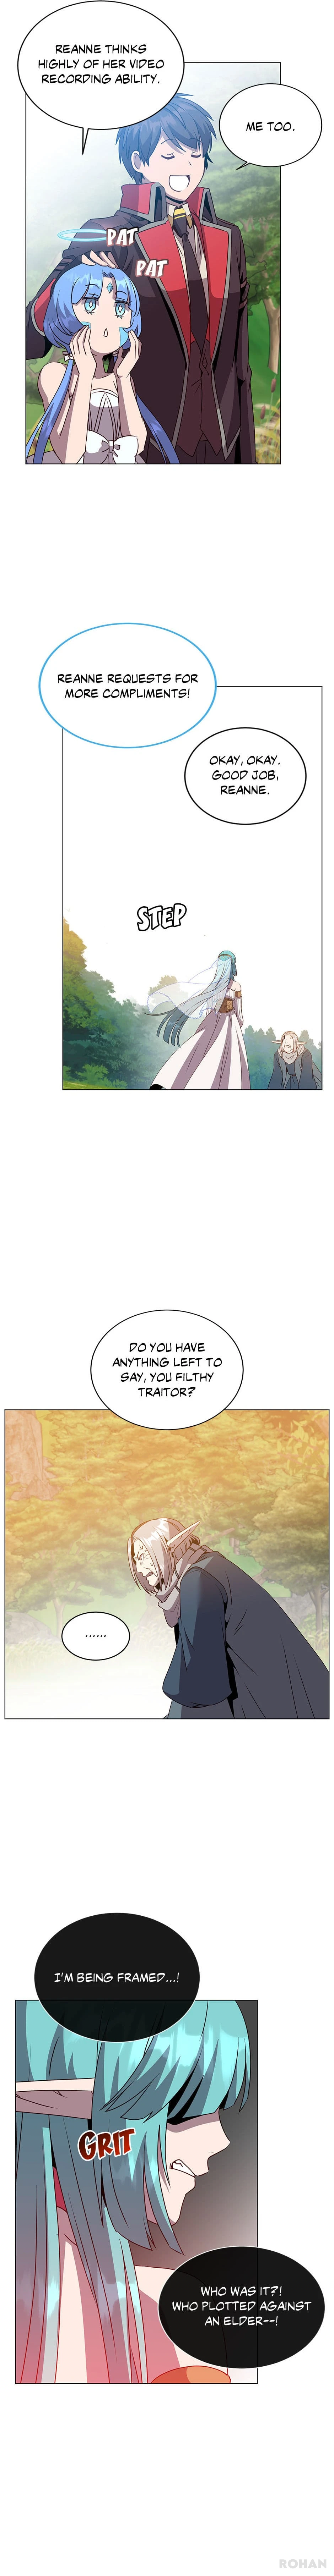 REANNE THINKS
HIGHLY OF HER VIDEO
RECORDING ABILITY.
ME TOO.
PAT
PAT
REANNE REQUESTS FOR
MORE COMPLIMENTS!
OKAY, OKAY.
GOOD JOB,
REANNE.
STEP
DO YOU HAVE
ANYTHING LEFT TO
SAY, YOU FILTHY
TRAITOR?
......
I'M BEING FRAMED...!
GRIT
WHO WAS IT?!
WHO PLOTTED AGAINST
AN ELDER--!
ROHAN